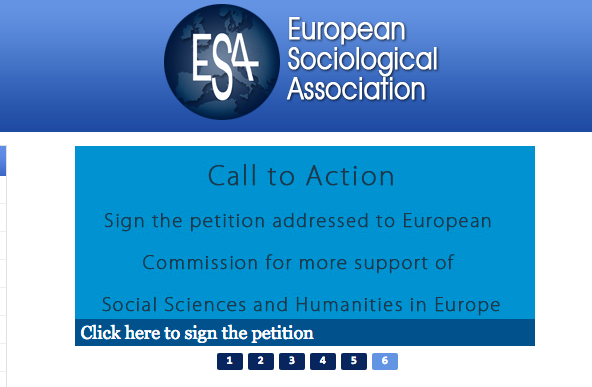 ESA
European
Sociological
Association
Call to Action
Sign the petition addressed to European
Commission for more support of
Social Sciences and Humanities in Europe
Click here to sign the petition
1 2 3 4 5 6